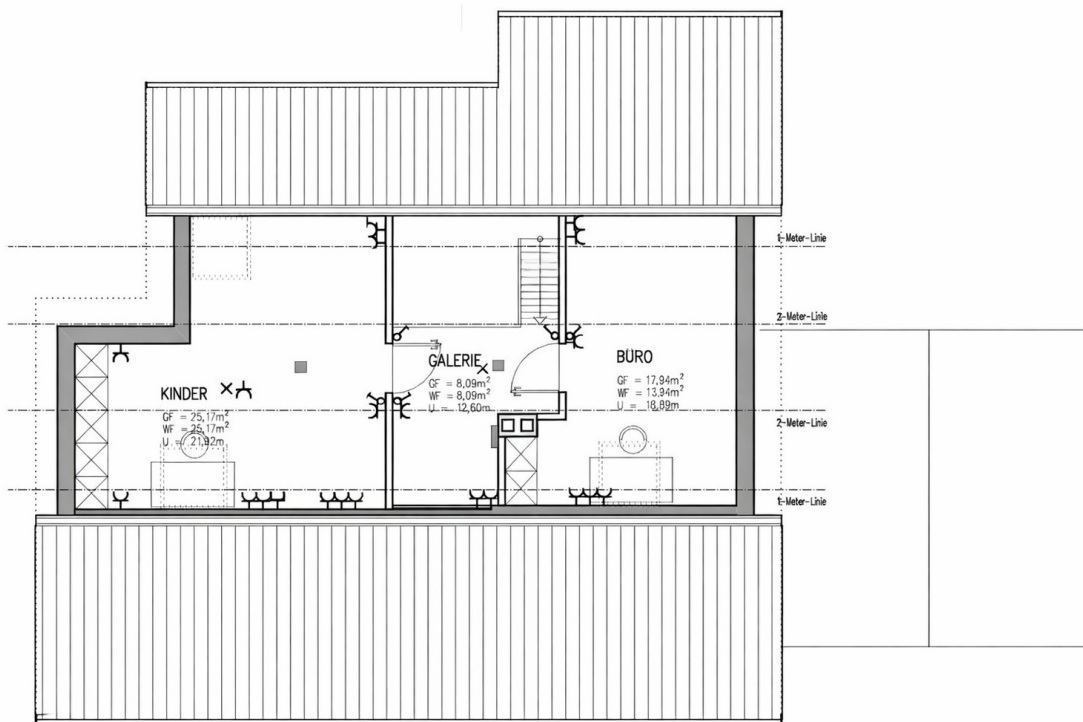 1-Meter-Linie
2-Meter-Linie
GALERIE
GF = 8,09m²
WF = 8,09m²
U = 12,60m
BÜRO
GF = 17,94m²
WF = 13,94m²
U = 18,89m
KINDER
GF = 25,17m²
WF = 25,17m²
U = 21,92m
2-Meter-Linie
1-Meter-Linie